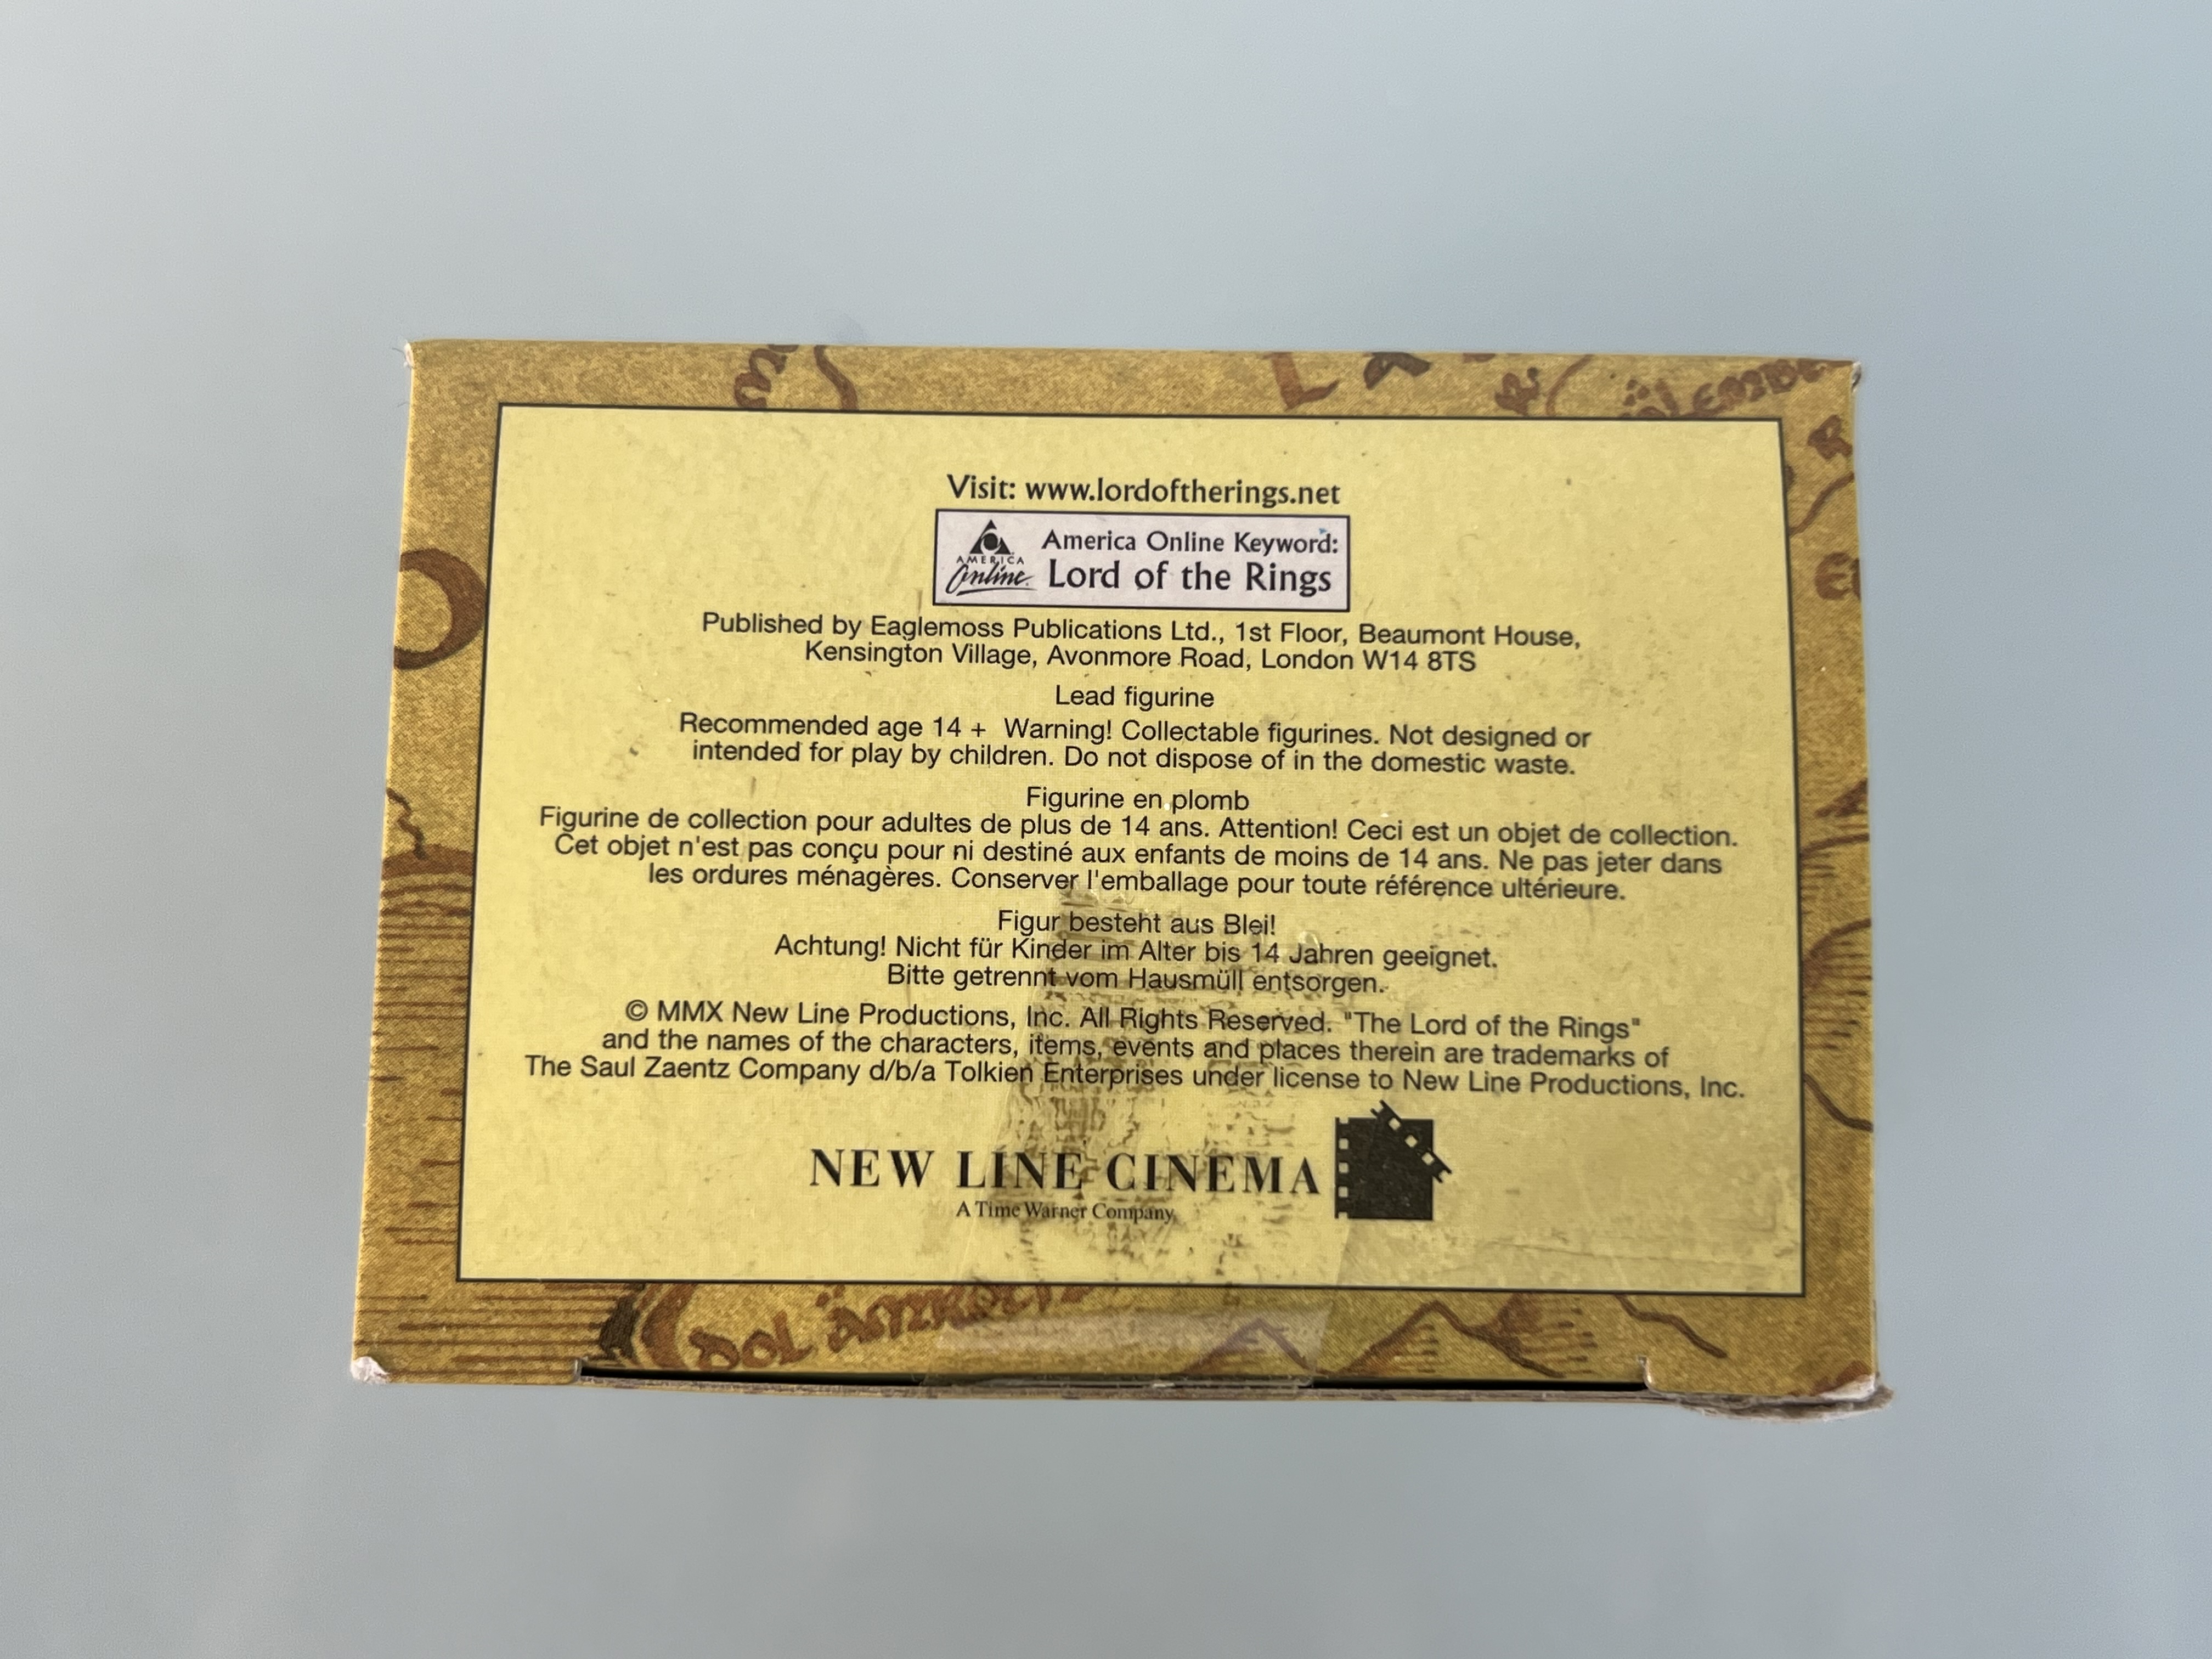 Visit: www.lordoftherings.net
AMERICA
Online
America Online Keyword:
Lord of the Rings
Published by Eaglemoss Publications Ltd., 1st Floor, Beaumont House,
Kensington Village, Avonmore Road, London W14 8TS
Lead figurine
Recommended age 14 + Warning! Collectable figurines. Not designed or
intended for play by children. Do not dispose of in the domestic waste.
Figurine en plomb
Figurine de collection pour adultes de plus de 14 ans. Attention! Ceci est un objet de collection.
Cet objet n'est pas conçu pour ni destiné aux enfants de moins de 14 ans. Ne pas jeter dans
les ordures ménagères. Conserver l'emballage pour toute référence ultérieure.
Figur besteht aus Blei!
Achtung! Nicht für Kinder im Alter bis 14 Jahren geeignet.
Bitte getrennt vom Hausmüll entsorgen.
© MMX New Line Productions, Inc. All Rights Reserved. "The Lord of the Rings"
and the names of the characters, items, events and places therein are trademarks of
The Saul Zaentz Company d/b/a Tolkien Enterprises under license to New Line Productions, Inc.
NEW LINE CINEMA
A Time Warner Company
DOL